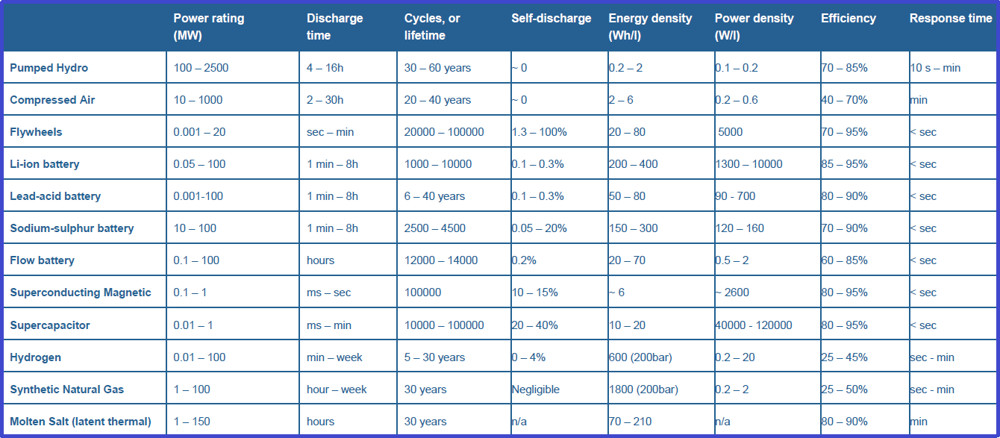 Power rating (MW) Discharge time Cycles, or lifetime Self-discharge Energy density (Wh/l) Power density (W/l) Efficiency Response time
Pumped Hydro 100 – 2500 4 – 16h 30 – 60 years ~ 0 0.2 – 2 0.1 – 0.2 70 – 85% 10 s – min
Compressed Air 10 – 1000 2 – 30h 20 – 40 years ~ 0 2 – 6 0.2 – 0.6 40 – 70% min
Flywheels 0.001 – 20 sec – min 20000 – 100000 1.3 – 100% 20 – 80 5000 70 – 95% < sec
Li-ion battery 0.05 – 100 1 min – 8h 1000 – 10000 0.1 – 0.3% 200 – 400 1300 – 10000 85 – 95% < sec
Lead-acid battery 0.001-100 1 min – 8h 6 – 40 years 0.1 – 0.3% 50 – 80 90 - 700 80 – 90% < sec
Sodium-sulphur battery 10 – 100 1 min – 8h 2500 – 4500 0.05 – 20% 150 – 300 120 – 160 70 – 90% < sec
Flow battery 0.1 – 100 hours 12000 – 14000 0.2% 20 – 70 0.5 – 2 60 – 85% < sec
Superconducting Magnetic 0.1 – 1 ms – sec 100000 10 – 15% ~ 6 ~ 2600 80 – 95% < sec
Supercapacitor 0.01 – 1 ms – min 10000 – 100000 20 – 40% 10 – 20 40000 - 120000 80 – 95% < sec
Hydrogen 0.01 – 100 min – week 5 – 30 years 0 – 4% 600 (200bar) 0.2 – 20 25 – 45% sec - min
Synthetic Natural Gas 1 – 100 hour – week 30 years Negligible 1800 (200bar) 0.2 – 2 25 – 50% sec - min
Molten Salt (latent thermal) 1 – 150 hours 30 years n/a 70 – 210 n/a 80 – 90% min